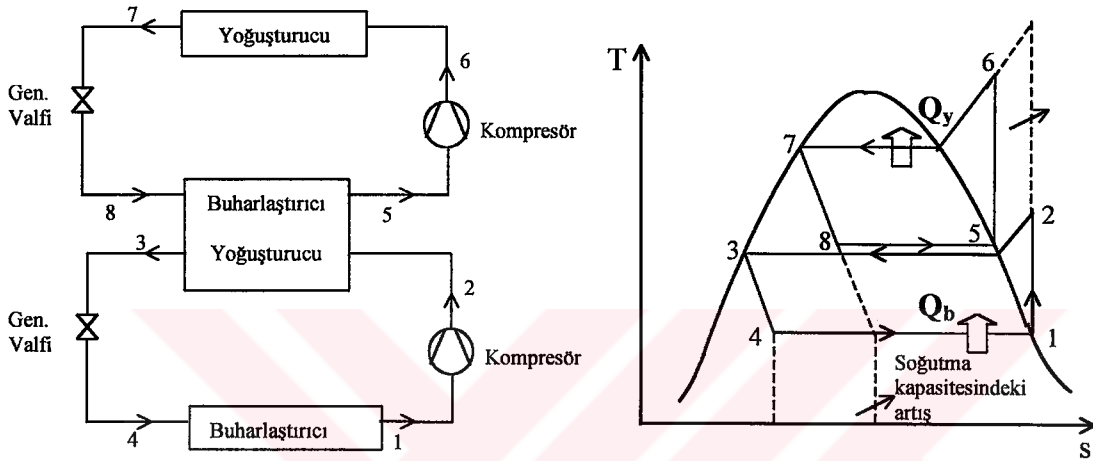 7
Yoğuşturucu
6
Gen.
Valfi
Kompresör
8
Buharlaştırıcı
5
3
Yoğuşturucu
2
Gen.
Valfi
Kompresör
4
Buharlaştırıcı
1
T
6
Qy
7
2
3
8
5
Qb
4
1
Soğutma
kapasitesindeki
artış
s